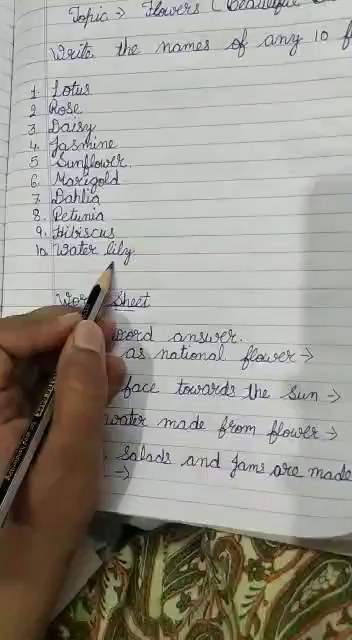 Topic → Flowers (Beautiful
Write the names of any 10
1. Lotus
2 Rose
3. Daisy
4. Jasmine
5 Sunflower.
6. Marigold
7. Dahlia
8. Petunia
9. Hibiscus
10. Water lily
Sheet
word answer.
as national flower →
face towards the Sun →
water made from flower →
Salads and Jams are made
→